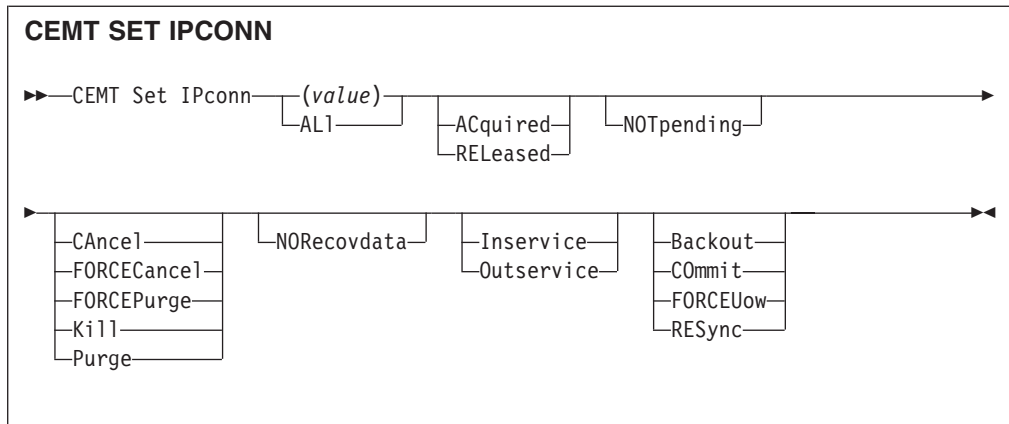 CEMT SET IPCONN
CEMT Set IPconn (value) NOTpending
ALl ACquired
RELeased
CAncel NORecovdata Inservice Backout
FORCECancel Outservice COmmit
FORCEPurge FORCEUow
Kill RESync
Purge